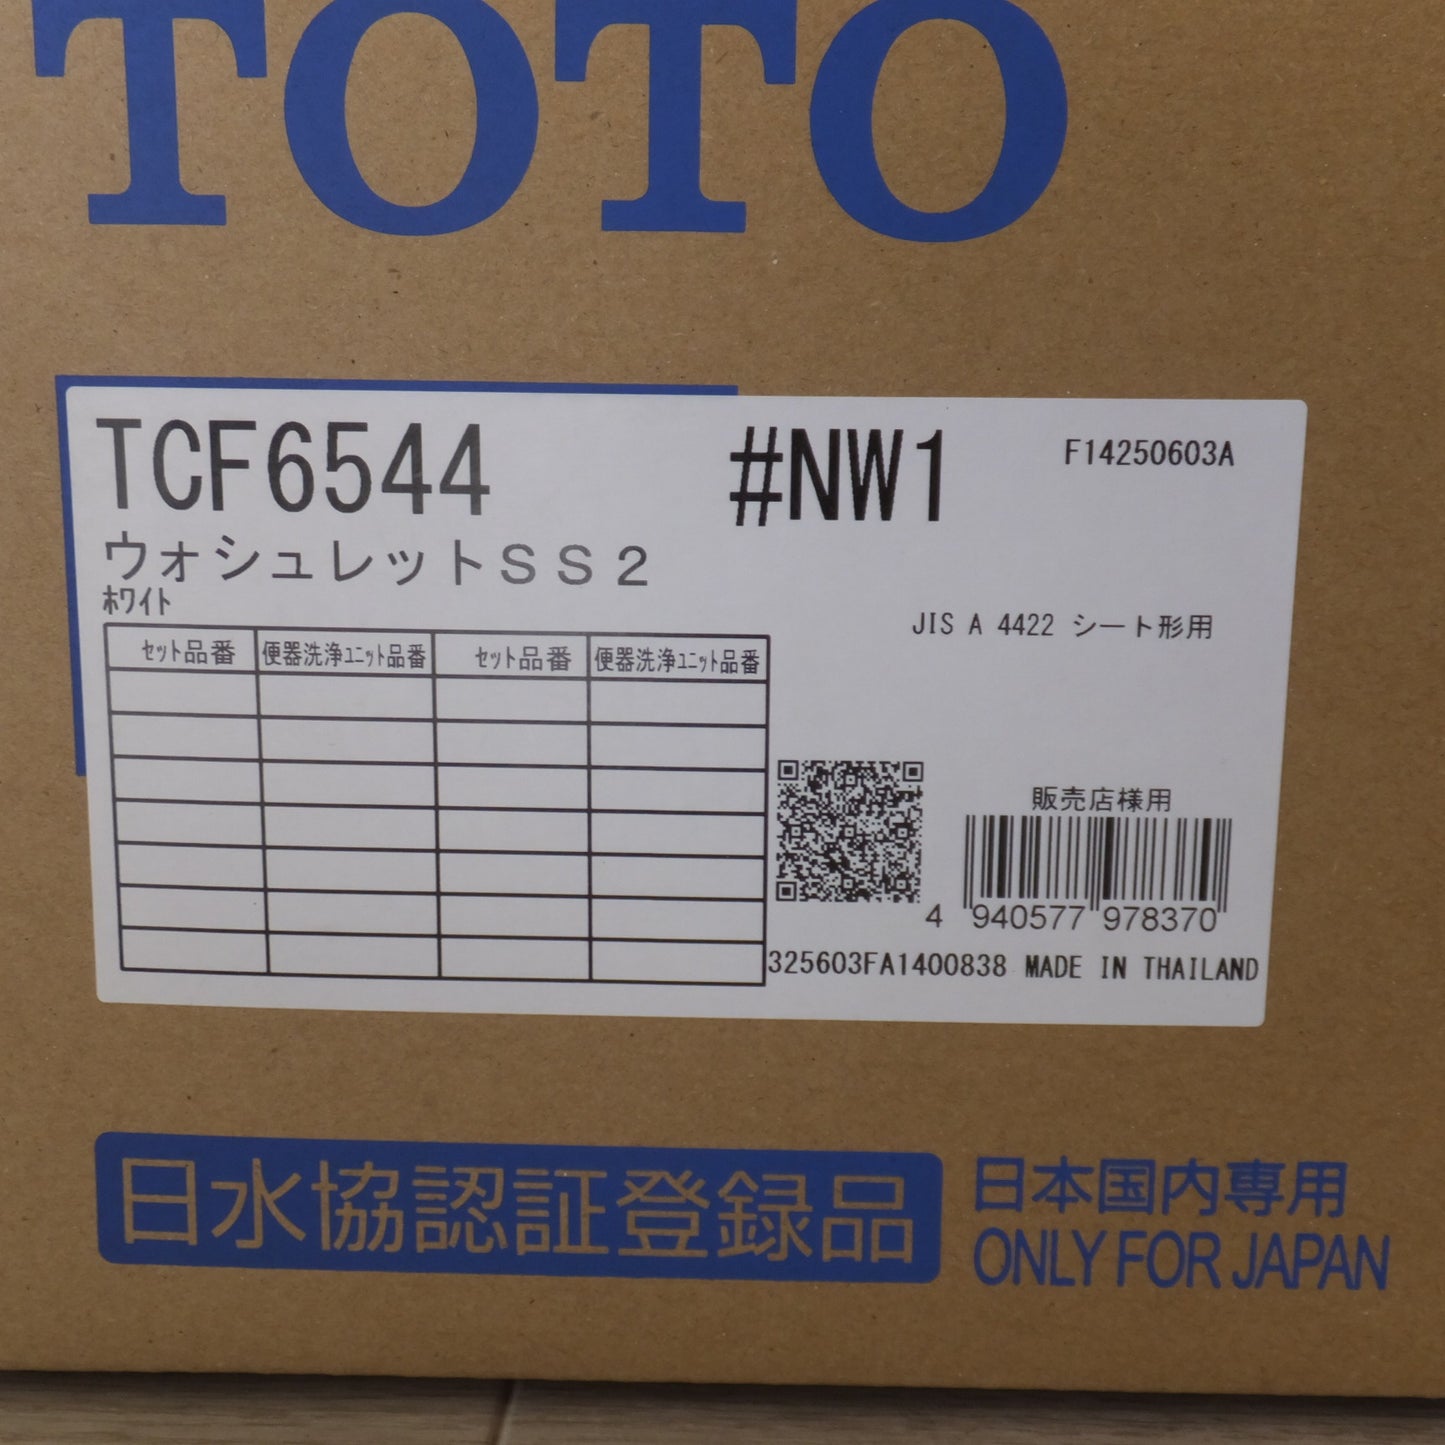 TOTO
TCF6544 #NW1 F14250603A
ウォシュレットＳＳ２
ﾎﾜｲﾄ
JIS A 4422 シート形用
ｾｯﾄ品番 便器洗浄ﾕﾆｯﾄ品番 ｾｯﾄ品番 便器洗浄ﾕﾆｯﾄ品番
販売店様用
4 940577 978370
325603FA1400838 MADE IN THAILAND
日水協認証登録品
日本国内専用
ONLY FOR JAPAN